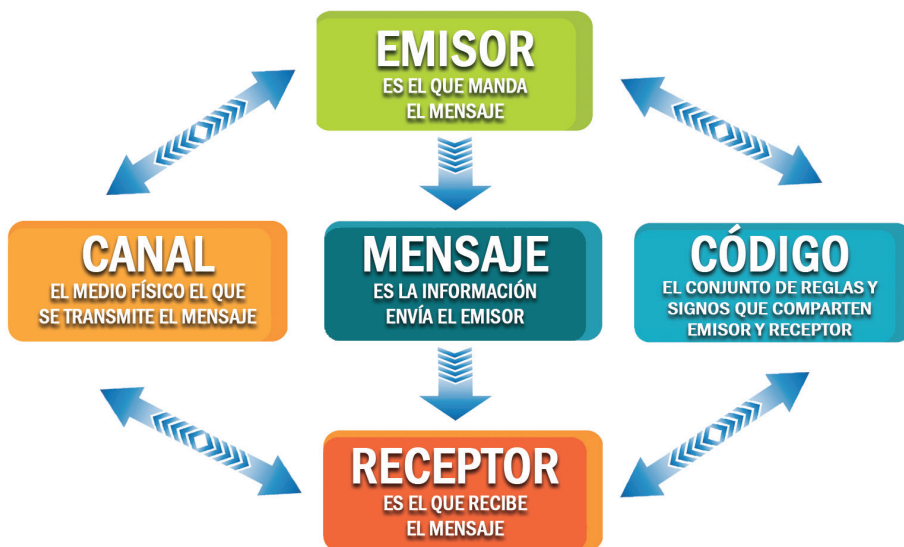 EMISOR
ES EL QUE MANDA
EL MENSAJE
CANAL
EL MEDIO FÍSICO EL QUE
SE TRANSMITE EL MENSAJE
MENSAJE
ES LA INFORMACIÓN
ENVÍA EL EMISOR
CÓDIGO
EL CONJUNTO DE REGLAS Y
SIGNOS QUE COMPARTEN
EMISOR Y RECEPTOR
RECEPTOR
ES EL QUE RECIBE
EL MENSAJE